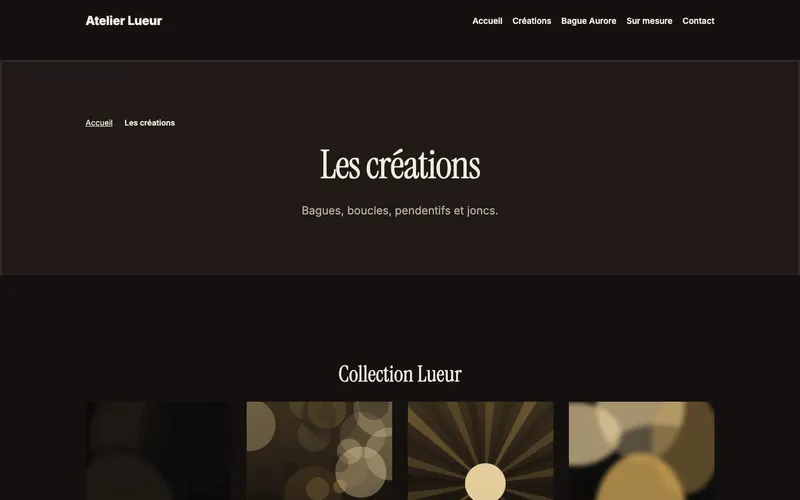 Atelier Lueur
Accueil Créations Bague Aurore Sur mesure Contact
Accueil Les créations
Les créations
Bagues, boucles, pendentifs et joncs.
Collection Lueur